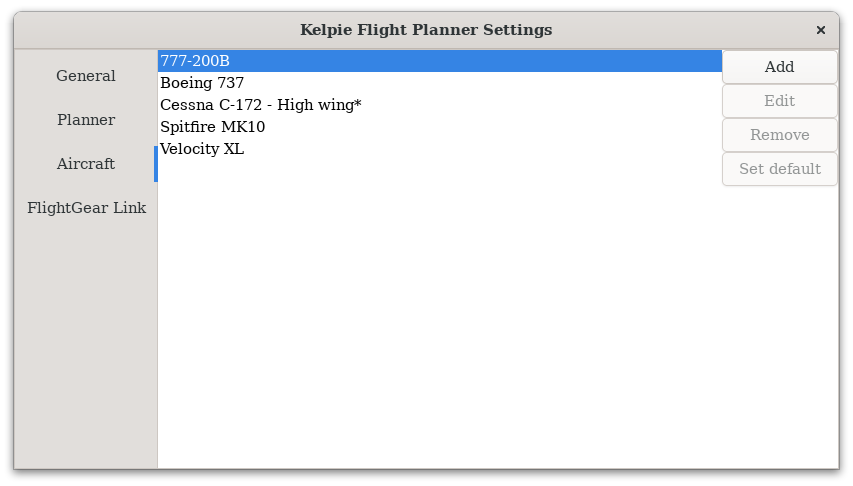 Kelpie Flight Planner Settings
×
General
Planner
Aircraft
FlightGear Link
777-200B
Boeing 737
Cessna C-172 - High wing*
Spitfire MK10
Velocity XL
Add
Edit
Remove
Set default